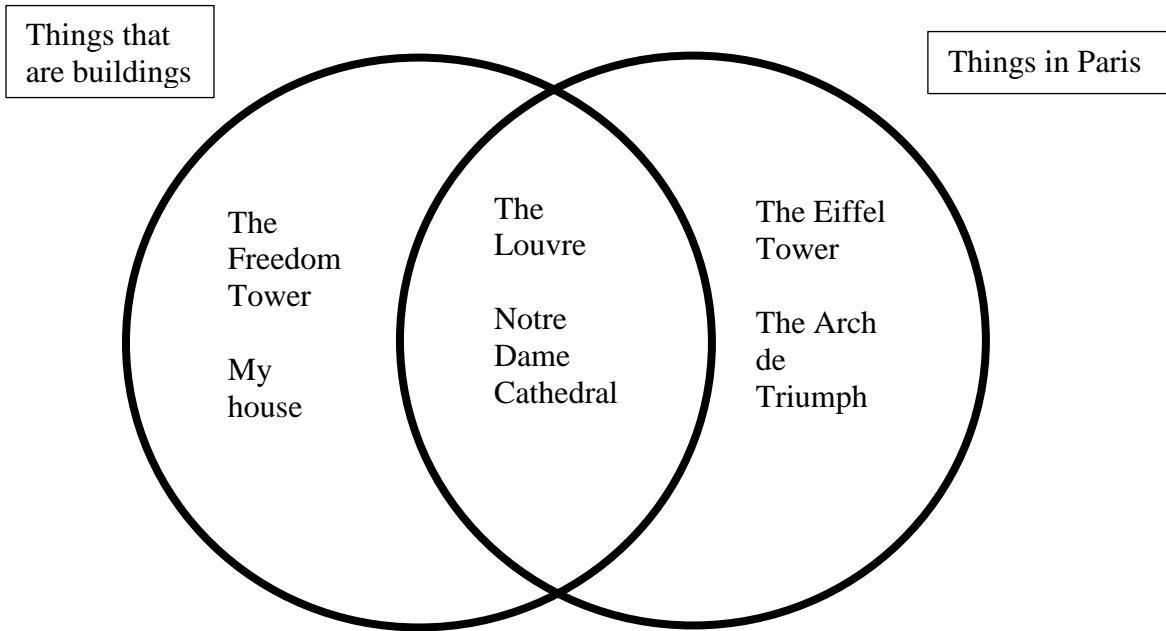 Things that
are buildings
Things in Paris
The
Freedom
Tower
My
house
The
Louvre
Notre
Dame
Cathedral
The Eiffel
Tower
The Arch
de
Triumph